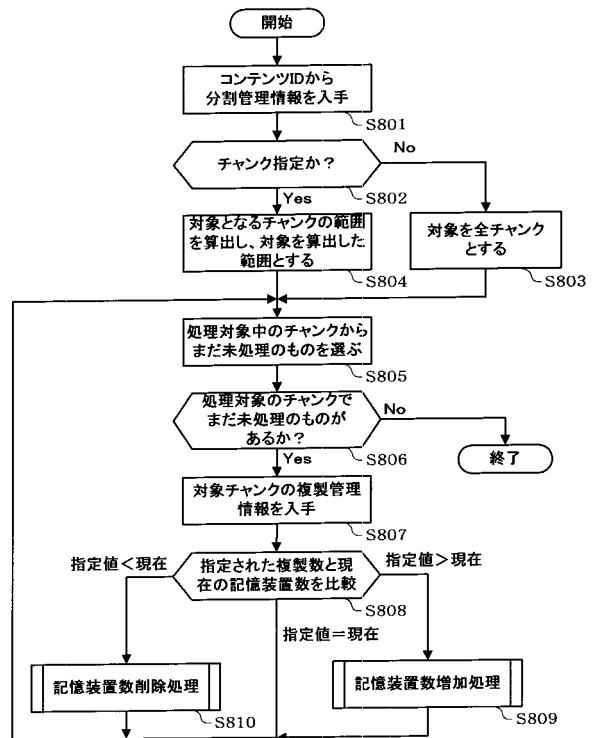 開始
コンテンツIDから
分割管理情報を入手
S801
チャンク指定か？
No
S802
Yes
対象となるチャンクの範囲
を算出し、対象を算出した
範囲とする
S804
対象を全チャンク
とする
S803
処理対象中のチャンクから
まだ未処理のものを選ぶ
S805
処理対象のチャンクで
まだ未処理のものが
あるか？
No
S806
Yes
終了
対象チャンクの複製管理
情報を入手
S807
指定値＜現在
指定された複製数と現
在の記憶装置数を比較
指定値＞現在
S808
指定値＝現在
記憶装置数削除処理
S810
記憶装置数増加処理
S809